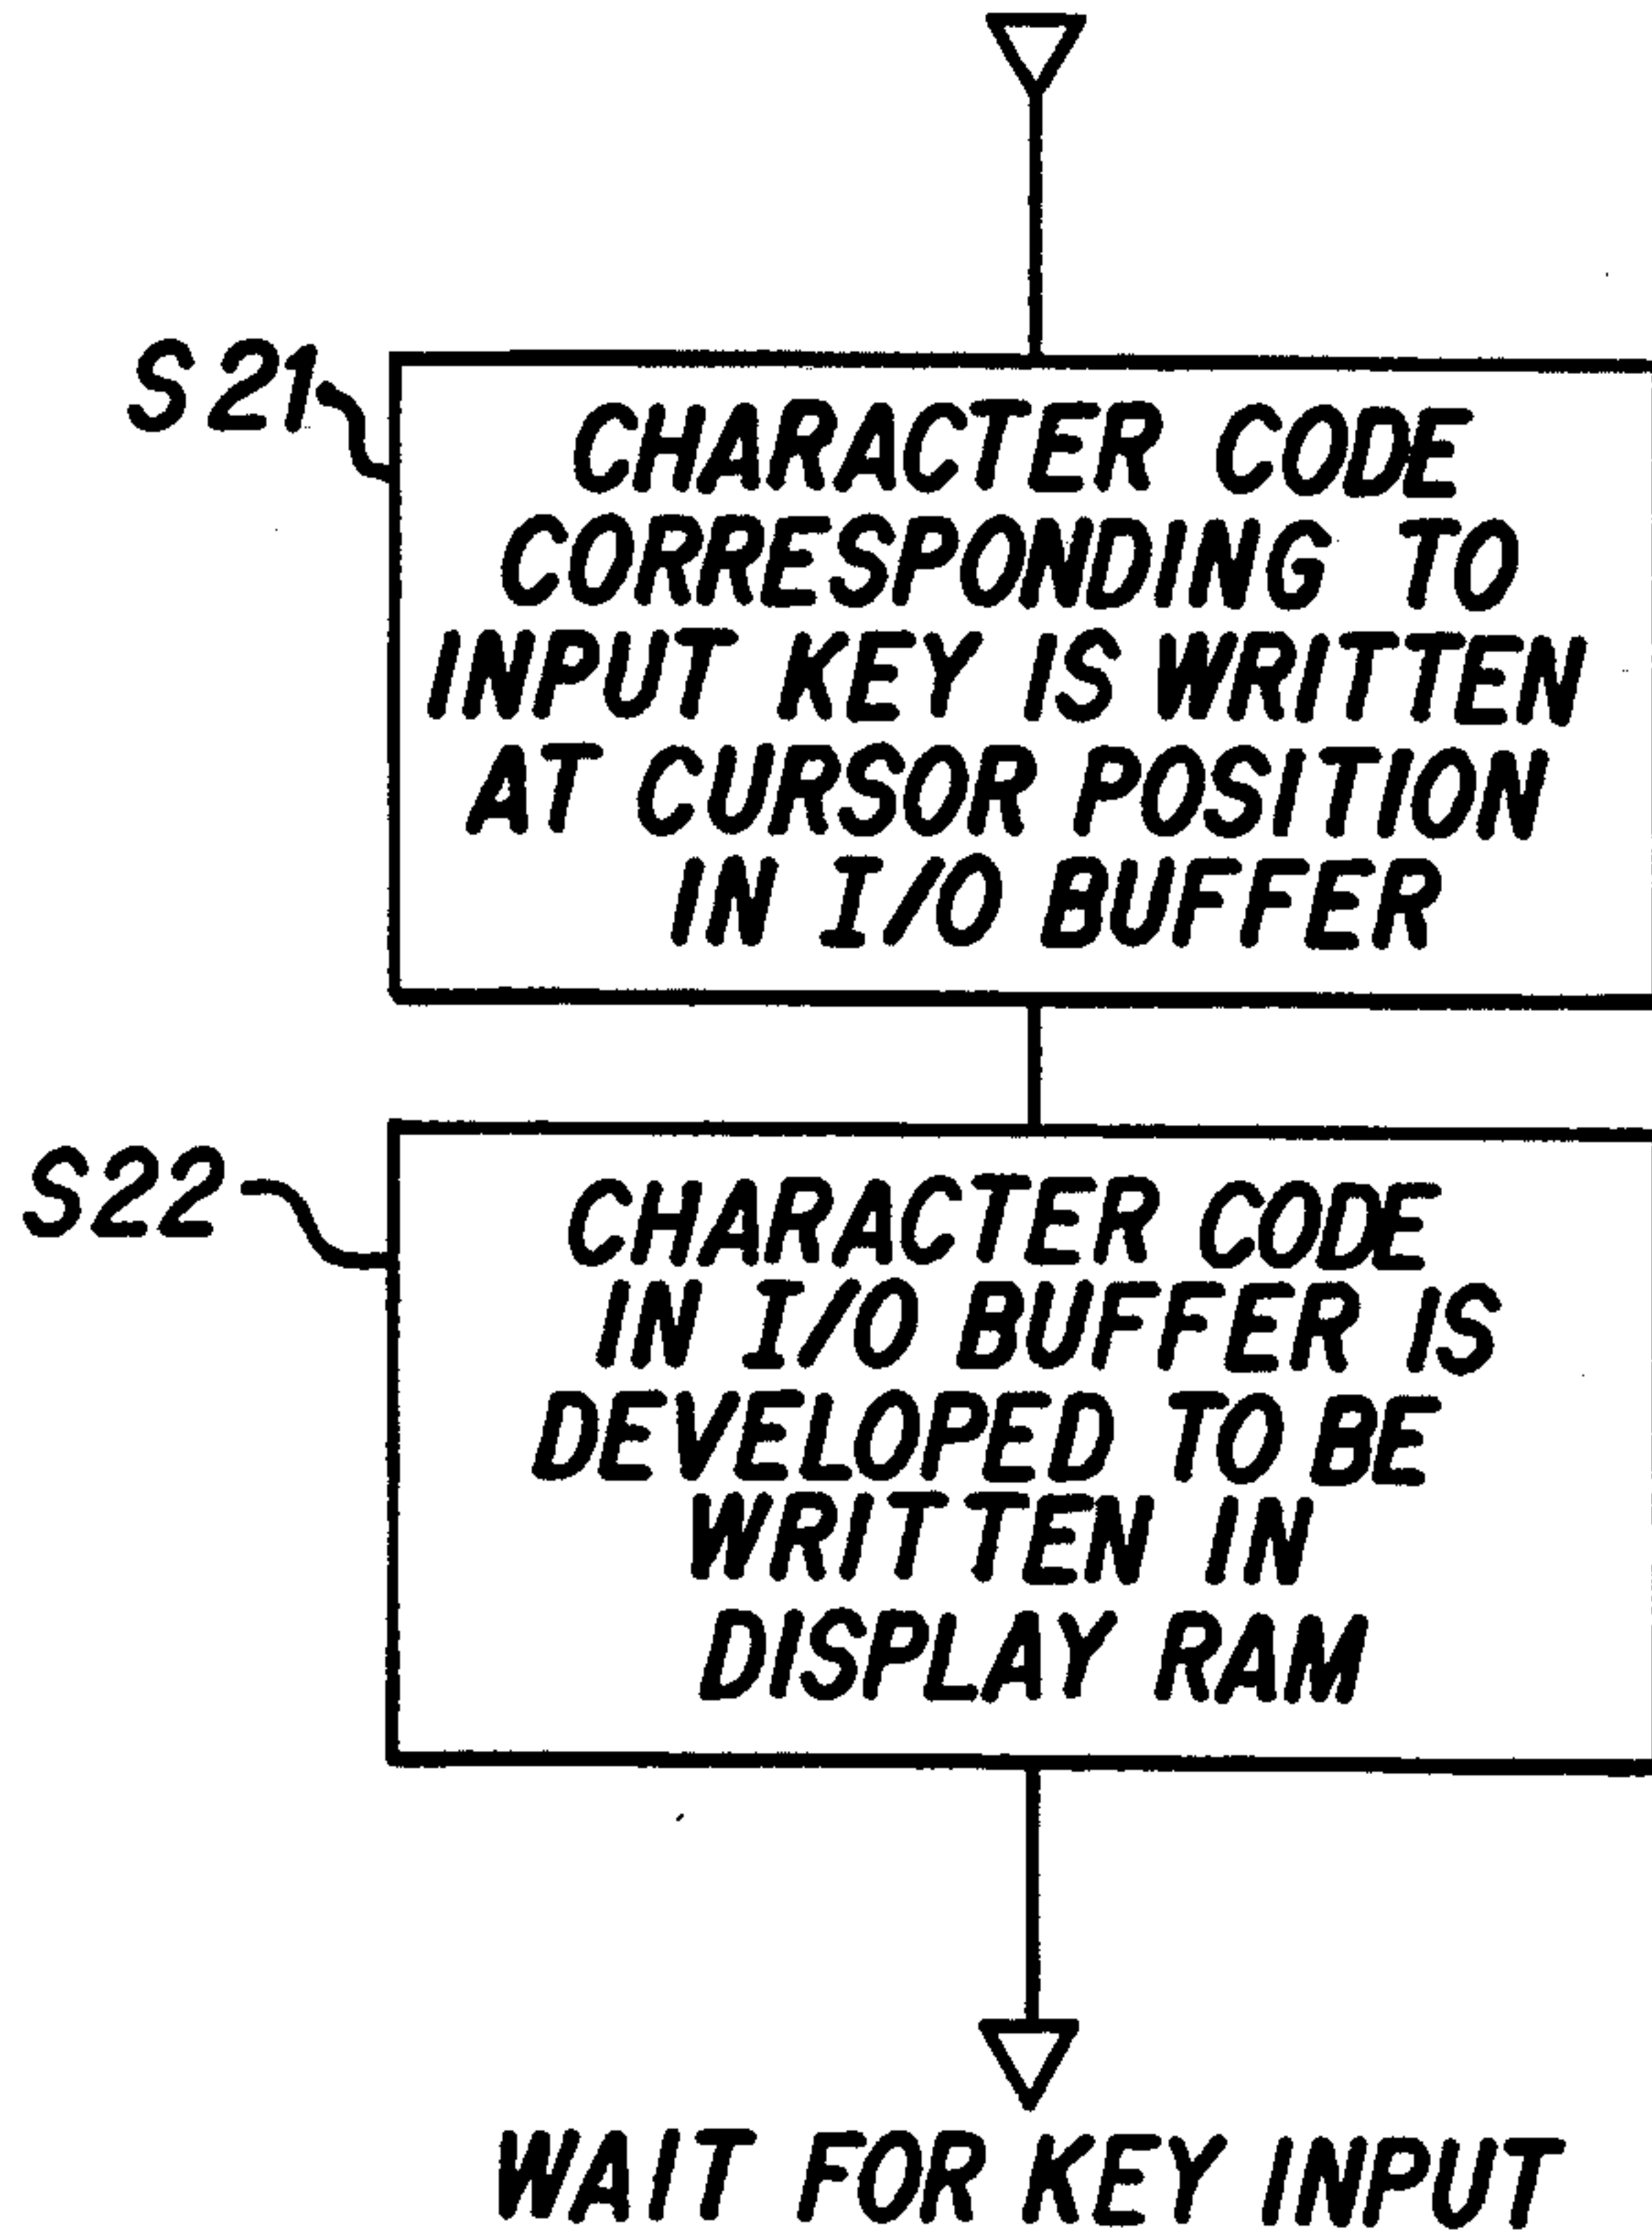 S21
CHARACTER CODE
CORRESPONDING TO
INPUT KEY IS WRITTEN
AT CURSOR POSITION
IN I/O BUFFER
S22
CHARACTER CODE
IN I/O BUFFER IS
DEVELOPED TO BE
WRITTEN IN
DISPLAY RAM
WAIT FOR KEY INPUT